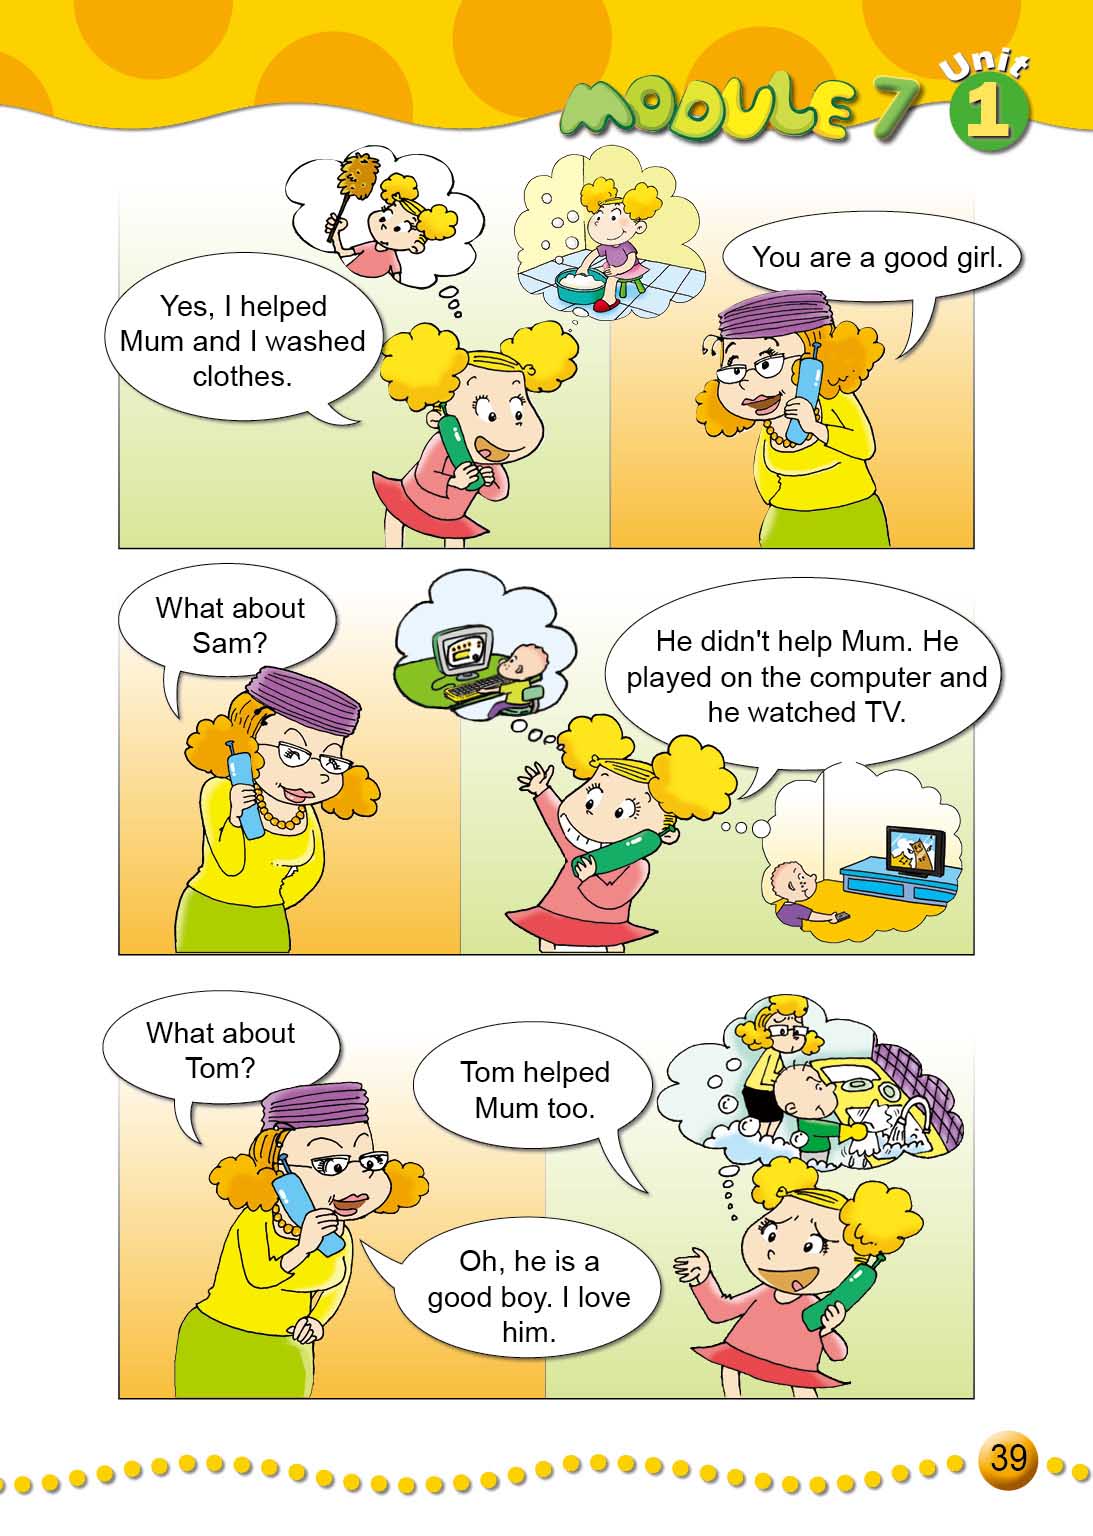 MODULE 7
Unit
1
Yes, I helped
Mum and I washed
clothes.
You are a good girl.
What about
Sam?
He didn't help Mum. He
played on the computer and
he watched TV.
What about
Tom?
Tom helped
Mum too.
Oh, he is a
good boy. I love
him.
39